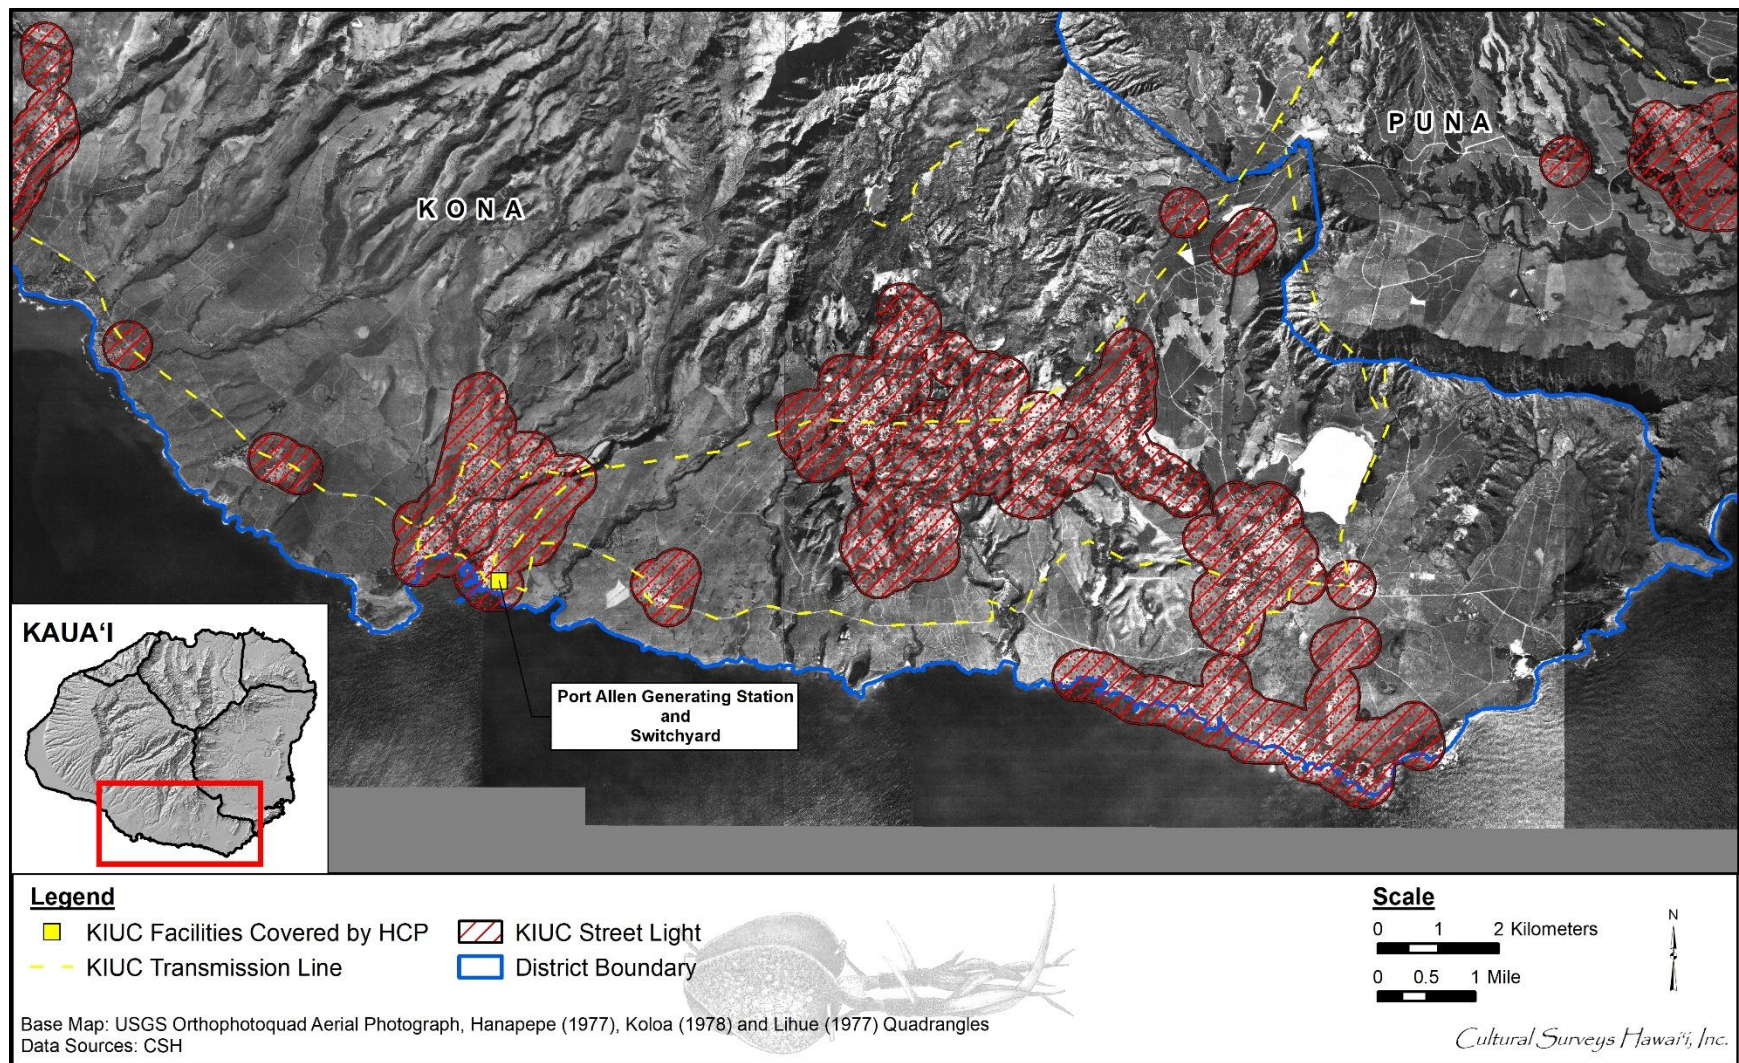 PUNA
KONA
KAUAʻI
Port Allen Generating Station
and
Switchyard
Legend
KIUC Facilities Covered by HCP
KIUC Street Light
KIUC Transmission Line
District Boundary
Scale
0 1 2 Kilometers
0 0.5 1 Mile
N
Base Map: USGS Orthophotoquad Aerial Photograph, Hanapepe (1977), Koloa (1978) and Lihue (1977) Quadrangles
Data Sources: CSH
Cultural Surveys Hawaiʻi, Inc.